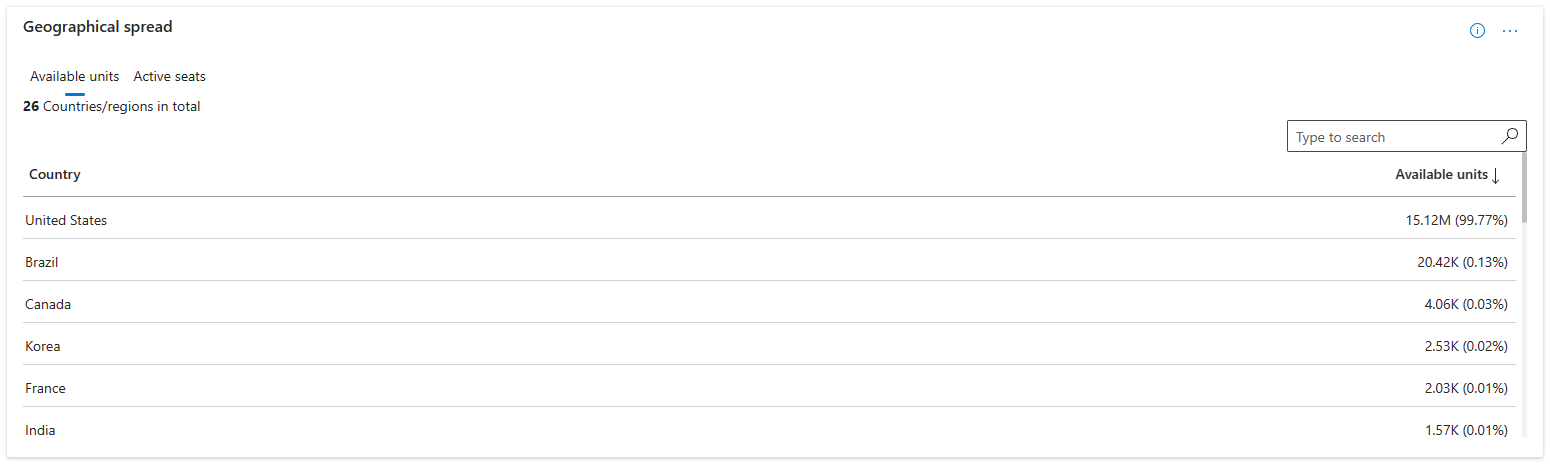 Geographical spread
Available units Active seats
26 Countries/regions in total
Type to search
Country Available units
United States 15.12M (99.77%)
Brazil 20.42K (0.13%)
Canada 4.06K (0.03%)
Korea 2.53K (0.02%)
France 2.03K (0.01%)
India 1.57K (0.01%)